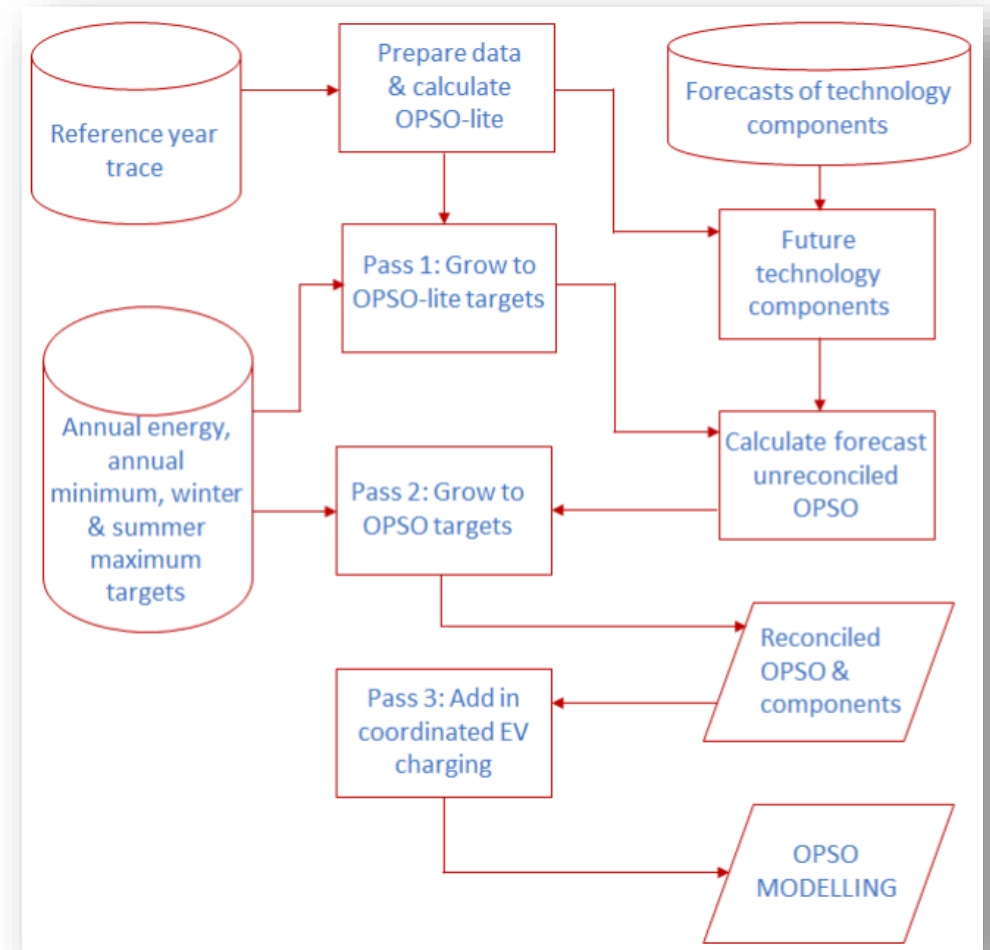 Prepare data
& calculate
OPSO-lite
Reference year
trace
Forecasts of technology
components
Pass 1: Grow to
OPSO-lite targets
Future
technology
components
Annual energy,
annual
minimum, winter
& summer
maximum
targets
Pass 2: Grow to
OPSO targets
Calculate forecast
unreconciled
OPSO
Reconciled
OPSO &
components
Pass 3: Add in
coordinated EV
charging
OPSO
MODELLING